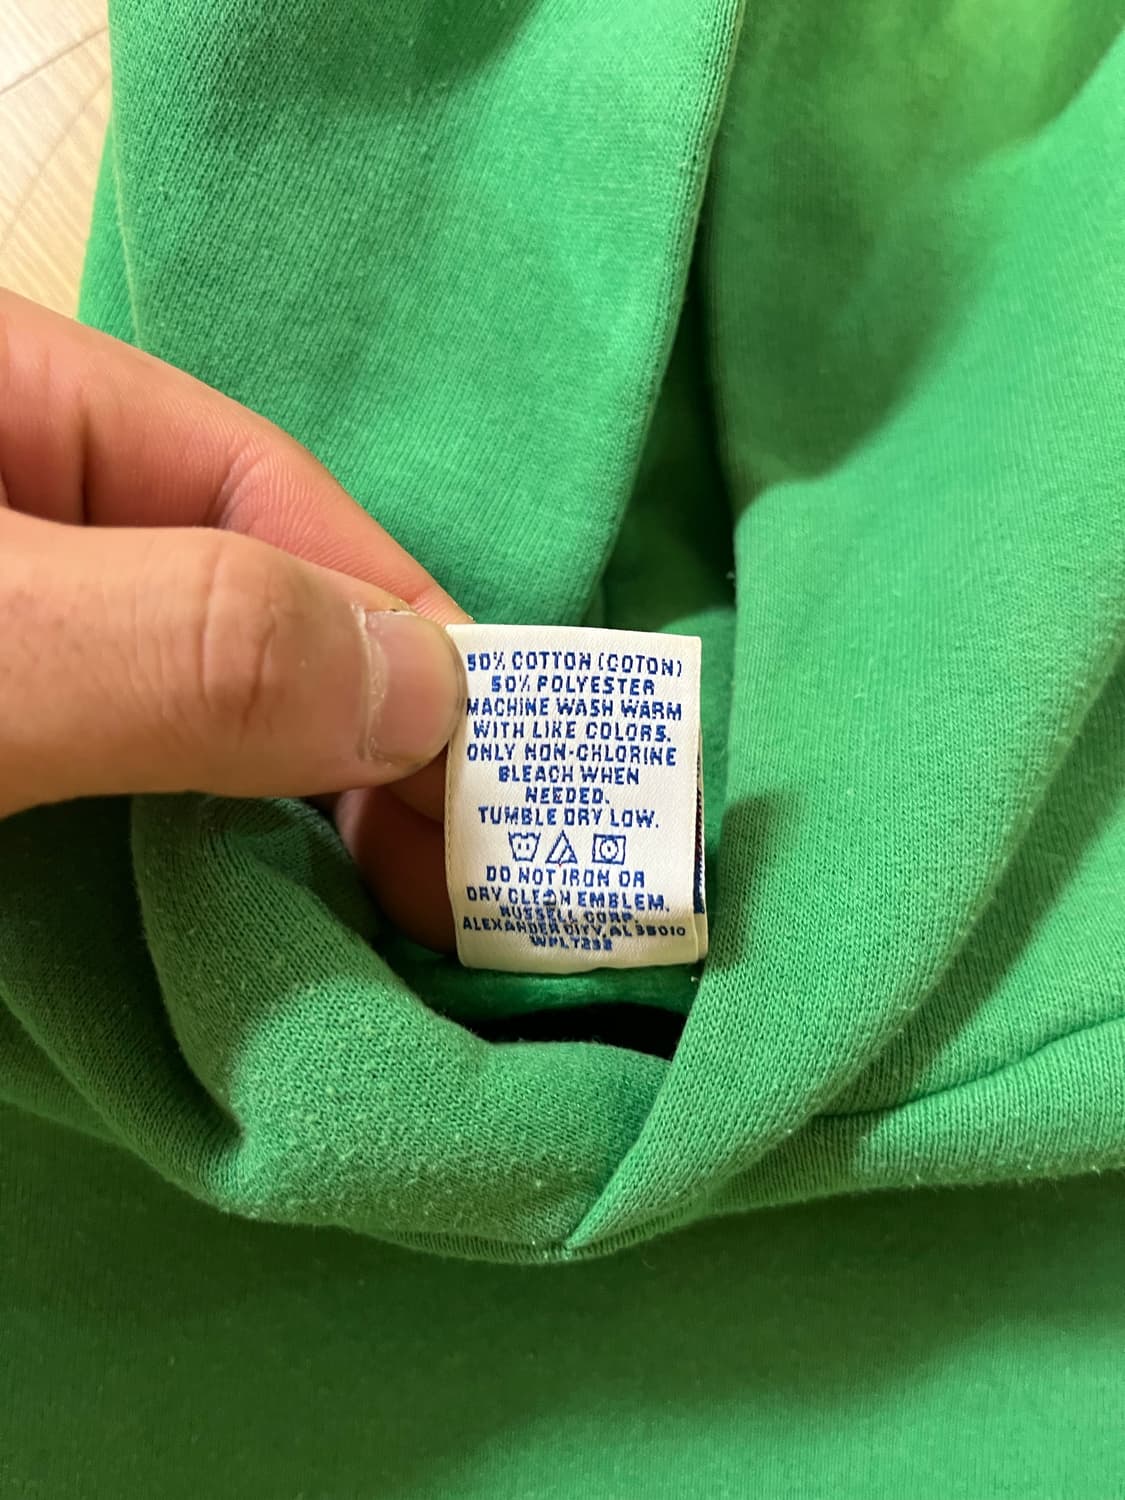 50% COTTON (COTON)
50% POLYESTER
MACHINE WASH WARM
WITH LIKE COLORS.
ONLY NON-CHLORINE
BLEACH WHEN
NEEDED.
TUMBLE DRY LOW.
DO NOT IRON OR
DRY CLEAN EMBLEM.
RUSSELL CORP.
ALEXANDER CITY, AL 35010